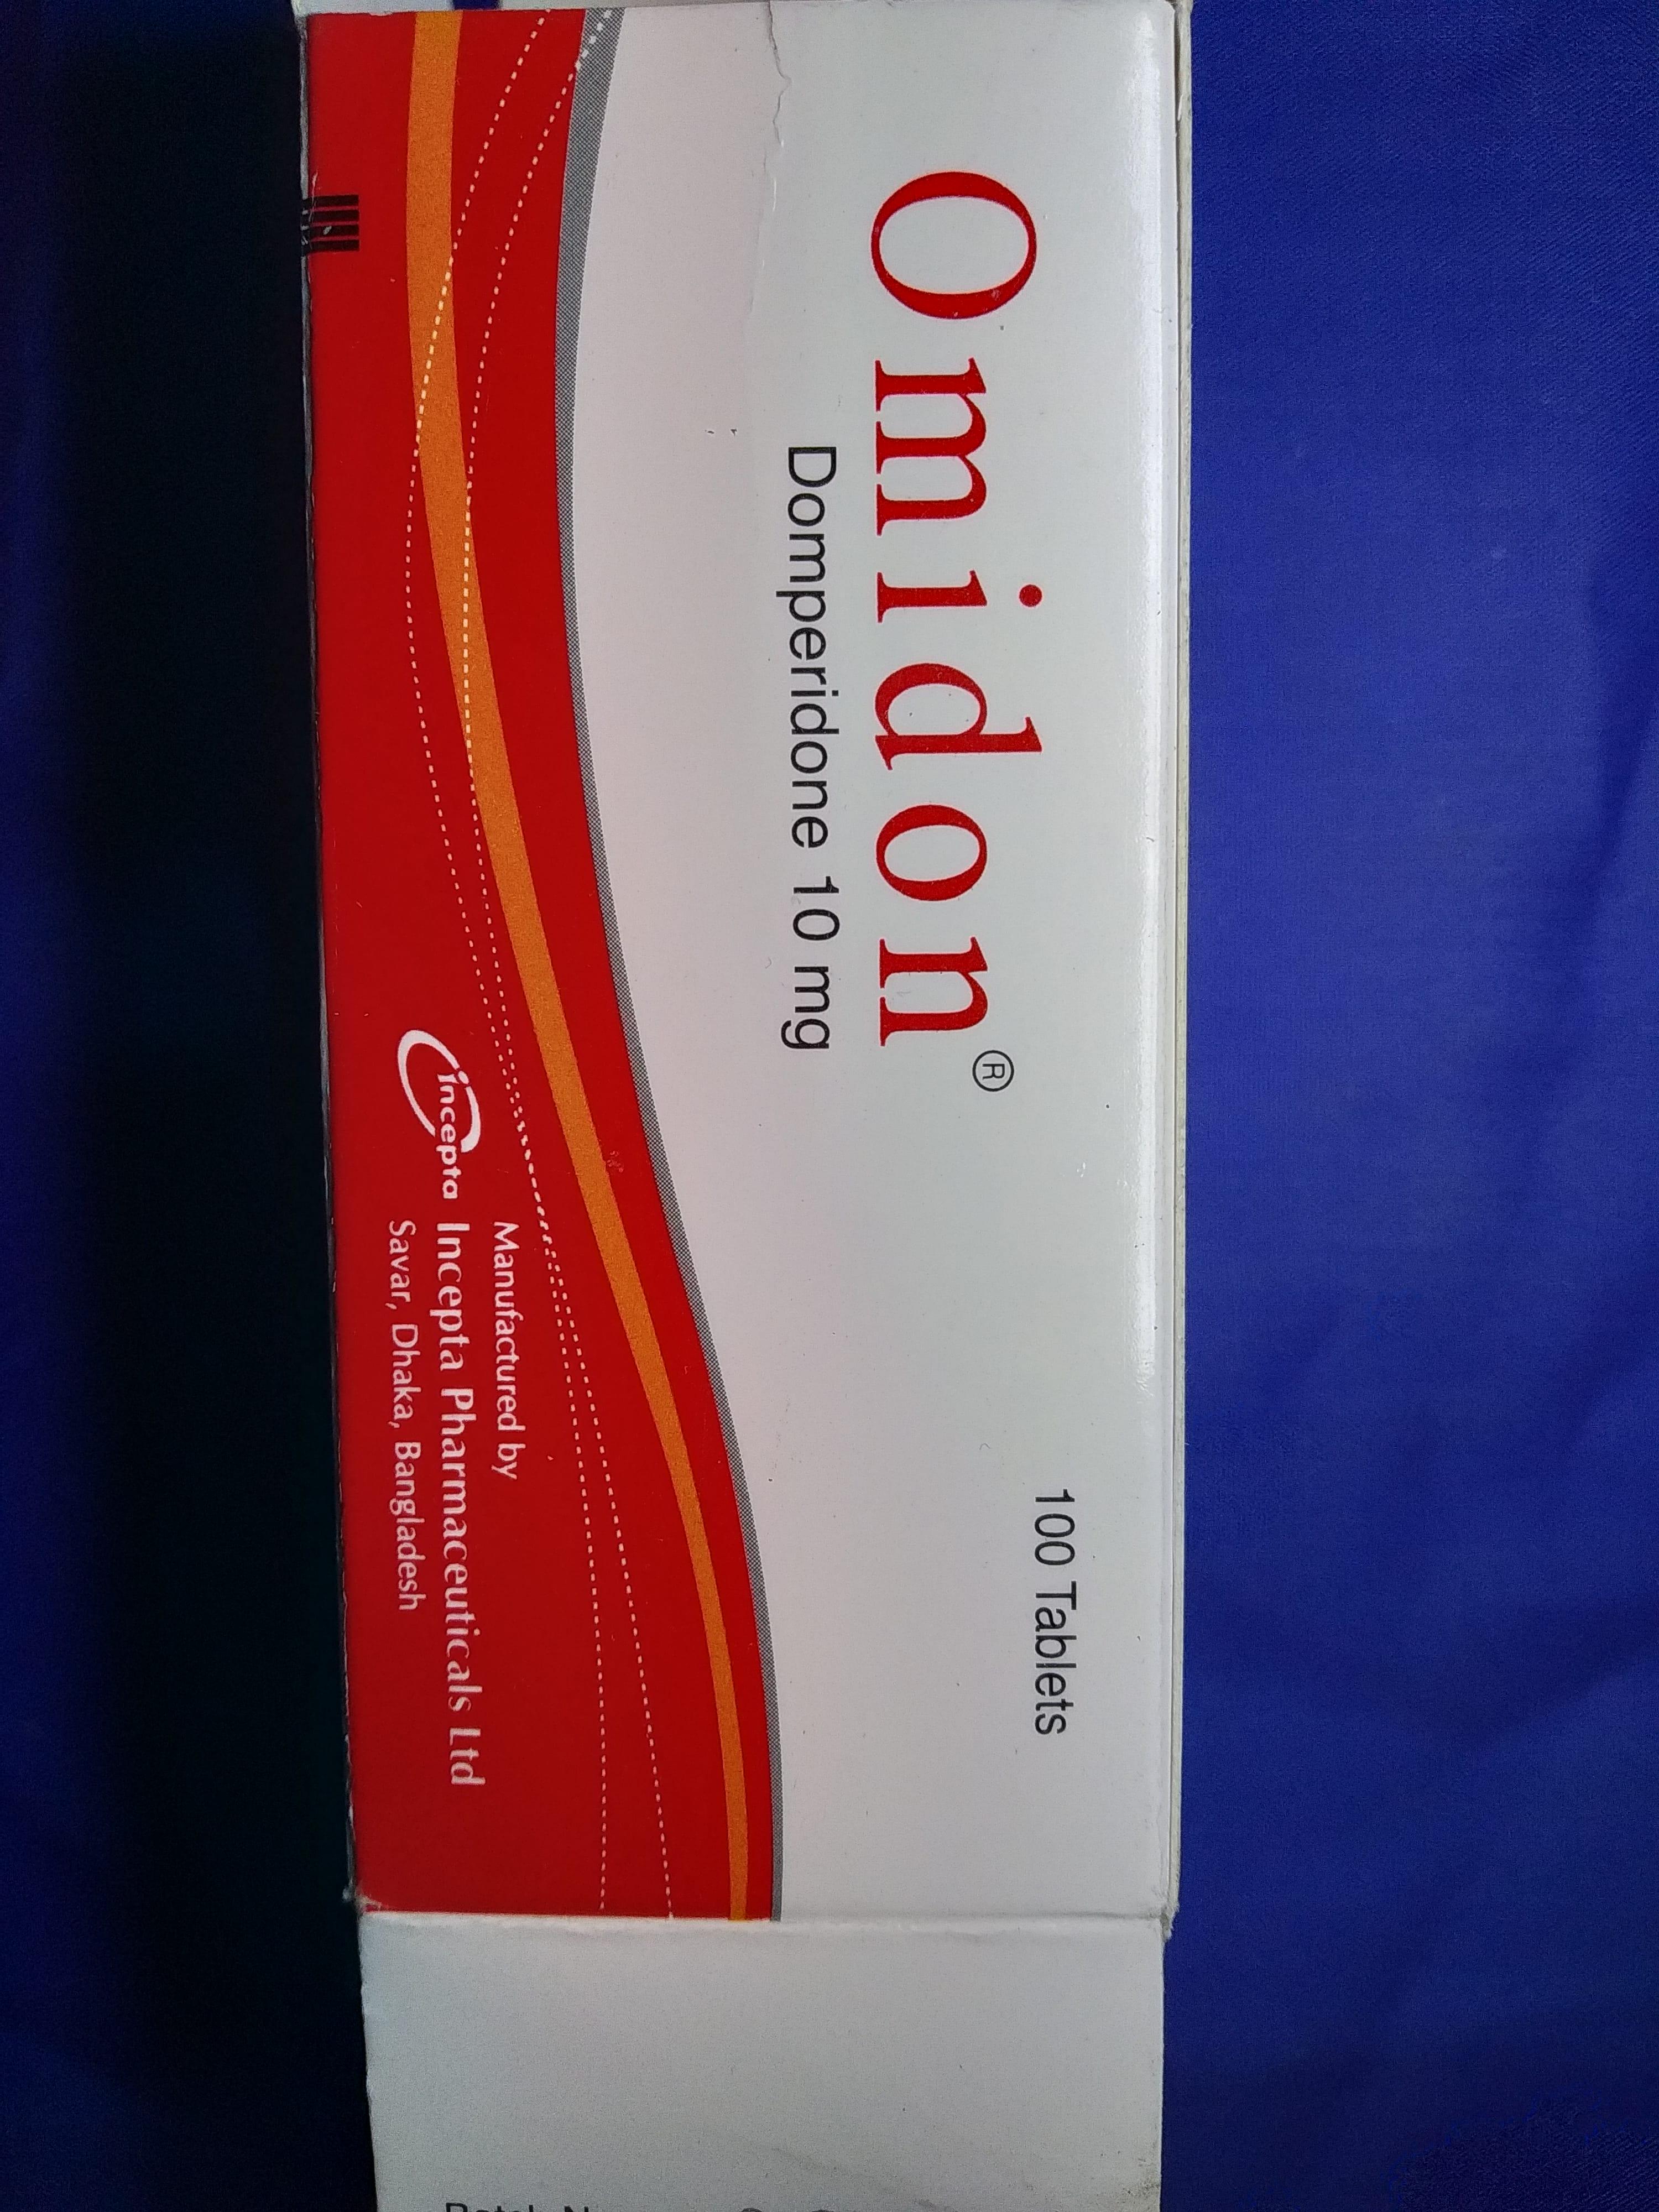 Omidon®
100 Tablets
Domperidone 10 mg
Manufactured by
incepta
Incepta Pharmaceuticals Ltd
Savar, Dhaka, Bangladesh